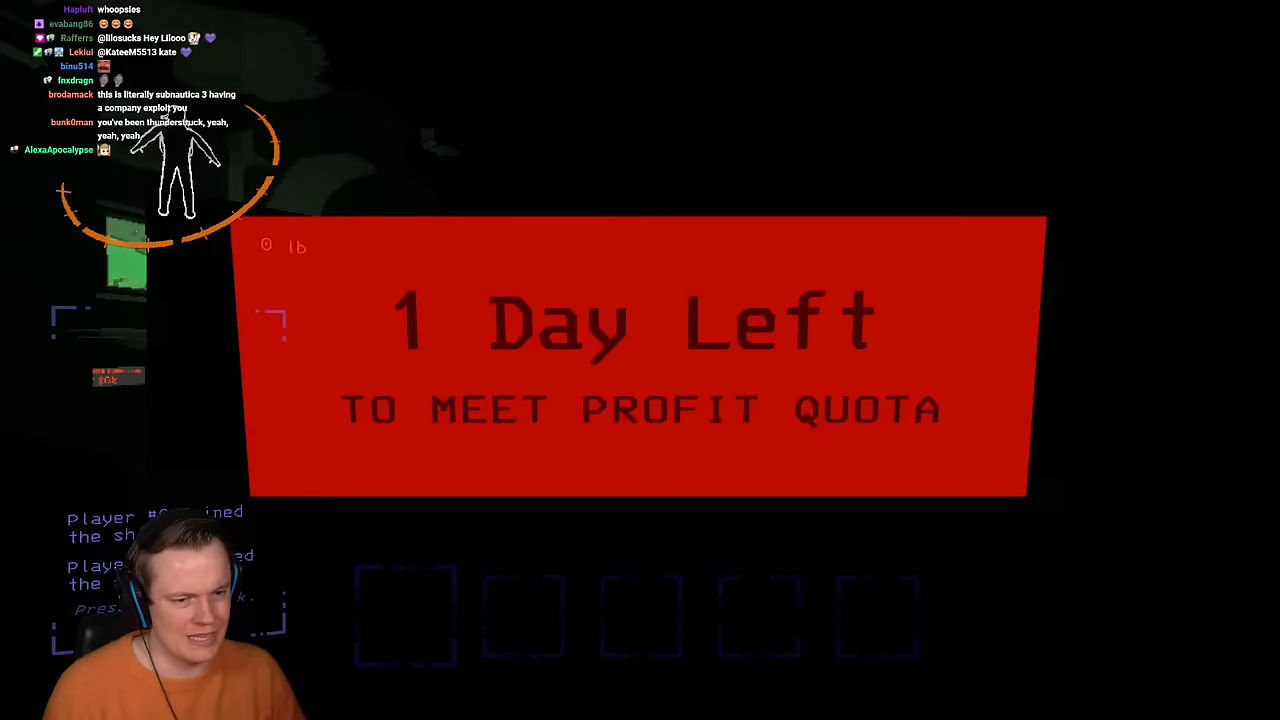 Hapluft whoopsies
evabang86
Rafferrs @lilosucks Hey Lilooo
Lekiui @KateeM5513 kate
binu514
fnxdragn
brodamack this is literally subnautica 3 having
a company exploit you
bunk0man you've been thunderstruck, yeah,
yeah, yeah
AlexaApocalypse
0 lb
1 Day Left
TO MEET PROFIT QUOTA
Player
the
Player
the